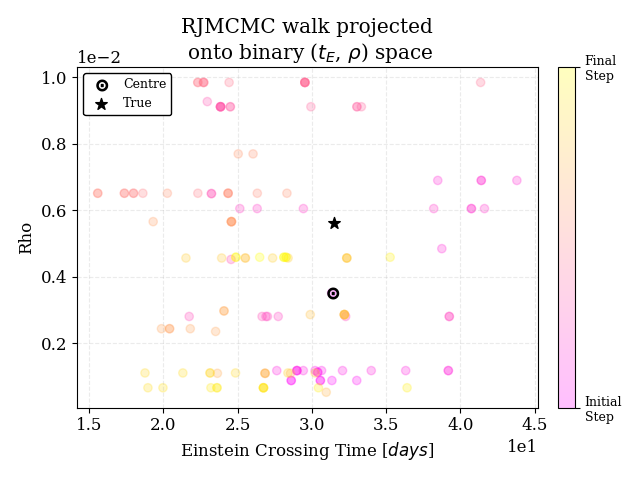 RJMCMC walk projected
onto binary (t_E, ρ) space
1e−2
Centre
True
Final
Step
1.0
0.8
0.6
0.4
0.2
Rho
Initial
Step
1.5 2.0 2.5 3.0 3.5 4.0 4.5
1e1
Einstein Crossing Time [days]